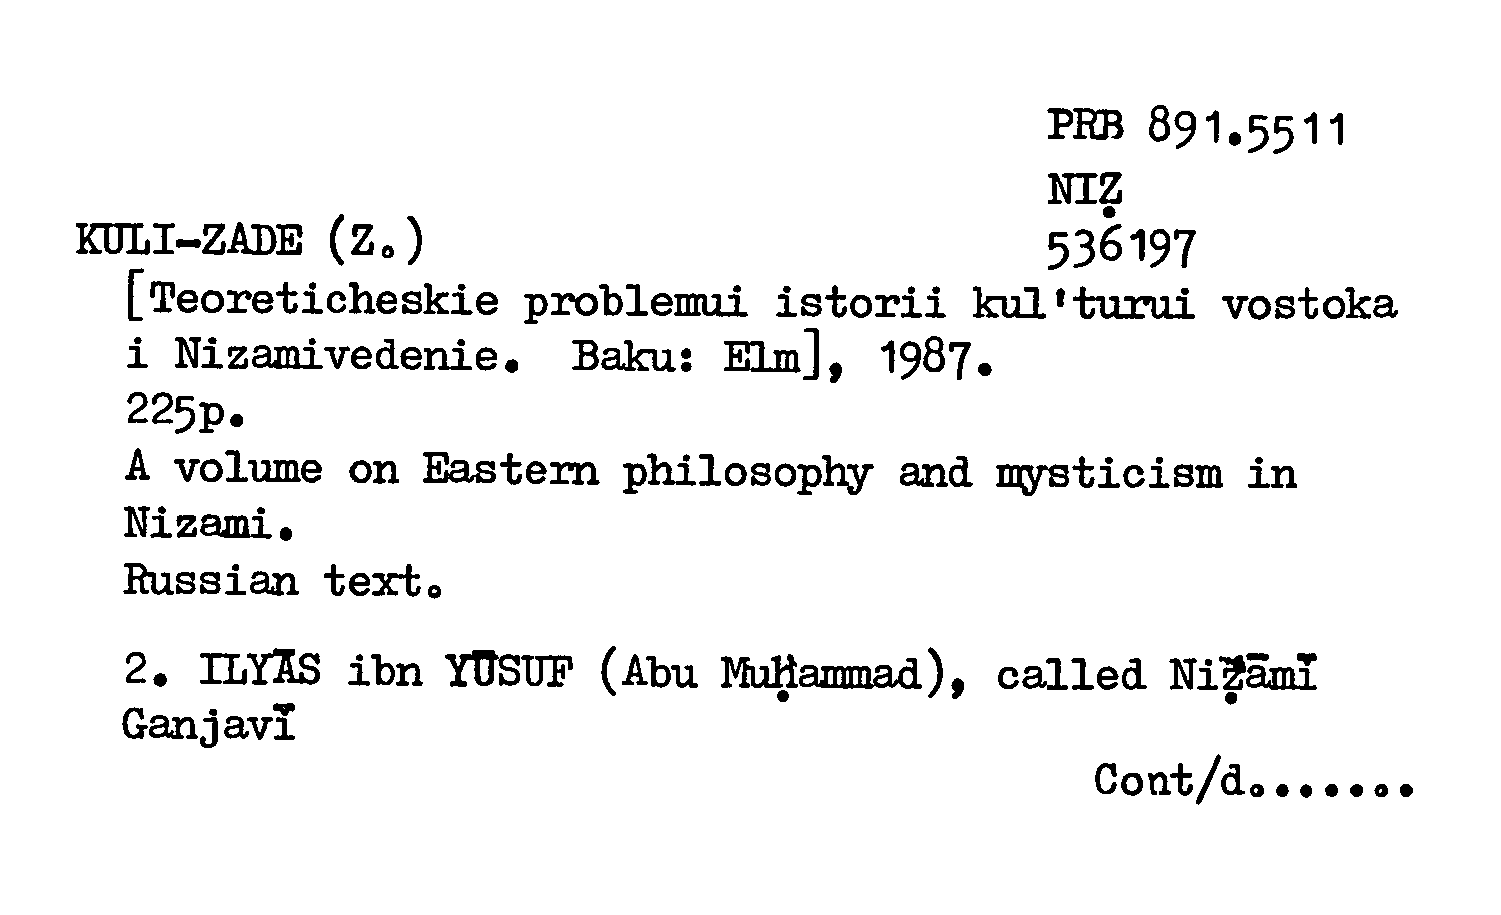 PRB 891.5511
NIẒ
KULI-ZADE (Z.)
536197
[Teoreticheskie problemui istorii kul'turui vostoka
i Nizamivedenie. Baku: Elm], 1987.
225p.
A volume on Eastern philosophy and mysticism in
Nizami.
Russian text.
2. ILYĀS ibn YŪSUF (Abu Muḥammad), called Niẓāmī
Ganjavī
Cont/d.......